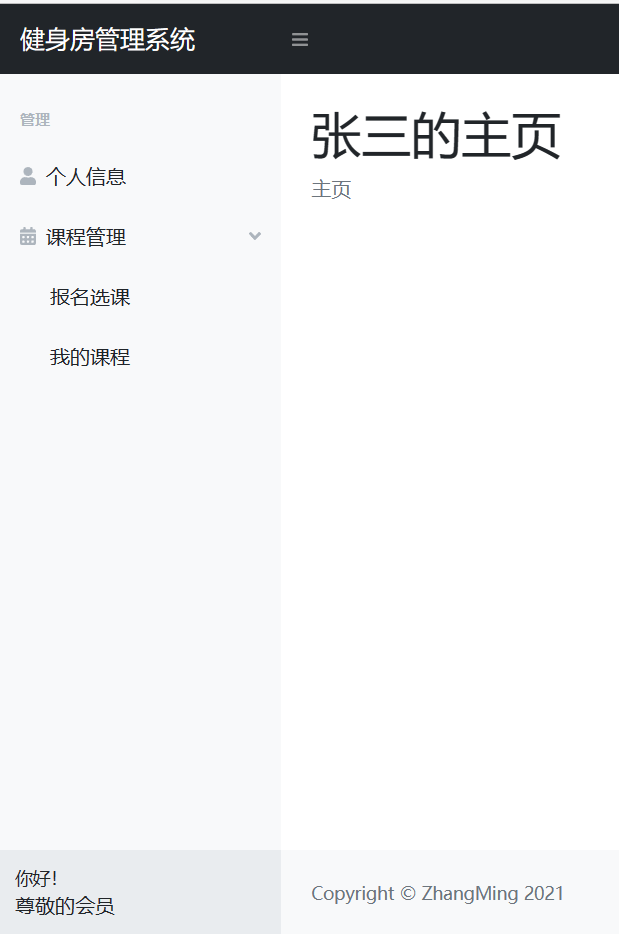 健身房管理系统
管理
个人信息
课程管理
报名选课
我的课程
你好!
尊敬的会员
张三的主页
主页
Copyright © ZhangMing 2021